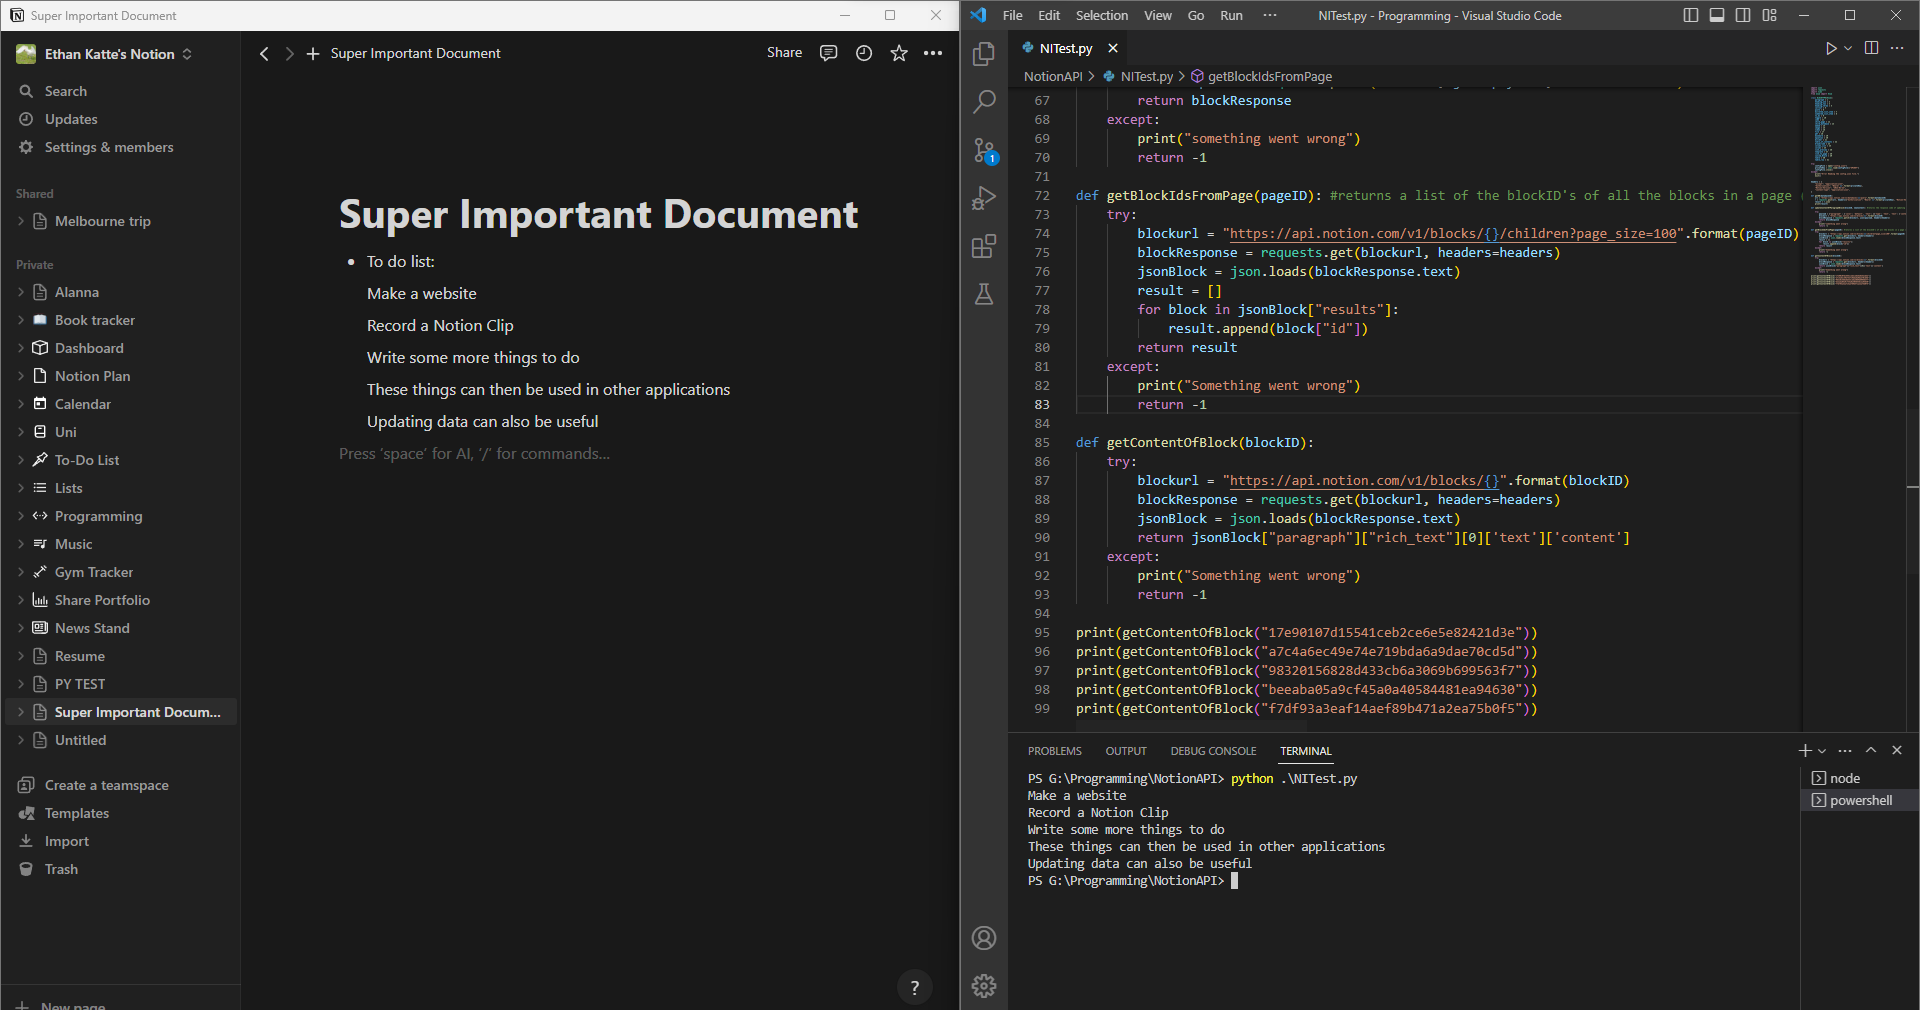 Super Important Document
Ethan Katte's Notion
Search
Updates
Settings & members
Shared
Melbourne trip
Private
Alanna
Book tracker
Dashboard
Notion Plan
Calendar
Uni
To-Do List
Lists
Programming
Music
Gym Tracker
Share Portfolio
News Stand
Resume
PY TEST
Super Important Docum...
Untitled
Create a teamspace
Templates
Import
Trash
New page
Super Important Document
Share
Super Important Document
• To do list:
Make a website
Record a Notion Clip
Write some more things to do
These things can then be used in other applications
Updating data can also be useful
Press ‘space’ for AI, ‘/’ for commands...
?
File Edit Selection View Go Run ··· NITest.py - Programming - Visual Studio Code
NITest.py
NotionAPI > NITest.py > getBlockIdsFromPage
1
67 return blockResponse
68 except:
69 print("something went wrong")
70 return -1
71
72 def getBlockIdsFromPage(pageID): #returns a list of the blockID's of all the blocks in a page
73 try:
74 blockurl = "https://api.notion.com/v1/blocks/{}/children?page_size=100".format(pageID)
75 blockResponse = requests.get(blockurl, headers=headers)
76 jsonBlock = json.loads(blockResponse.text)
77 result = []
78 for block in jsonBlock["results"]:
79 result.append(block["id"])
80 return result
81 except:
82 print("Something went wrong")
83 return -1
84
85 def getContentOfBlock(blockID):
86 try:
87 blockurl = "https://api.notion.com/v1/blocks/{}".format(blockID)
88 blockResponse = requests.get(blockurl, headers=headers)
89 jsonBlock = json.loads(blockResponse.text)
90 return jsonBlock["paragraph"]["rich_text"][0]['text']['content']
91 except:
92 print("Something went wrong")
93 return -1
94
95 print(getContentOfBlock("17e90107d15541ceb2ce6e5e82421d3e"))
96 print(getContentOfBlock("a7c4a6ec49e74e719bda6a9dae70cd5d"))
97 print(getContentOfBlock("98320156828d433cb6a3069b699563f7"))
98 print(getContentOfBlock("beeaba05a9cf45a0a40584481ea94630"))
99 print(getContentOfBlock("f7df93a3eaf14aef89b471a2ea75b0f5"))
PROBLEMS OUTPUT DEBUG CONSOLE TERMINAL
PS G:\Programming\NotionAPI> python .\NITest.py
Make a website
Record a Notion Clip
Write some more things to do
These things can then be used in other applications
Updating data can also be useful
PS G:\Programming\NotionAPI>
node
powershell